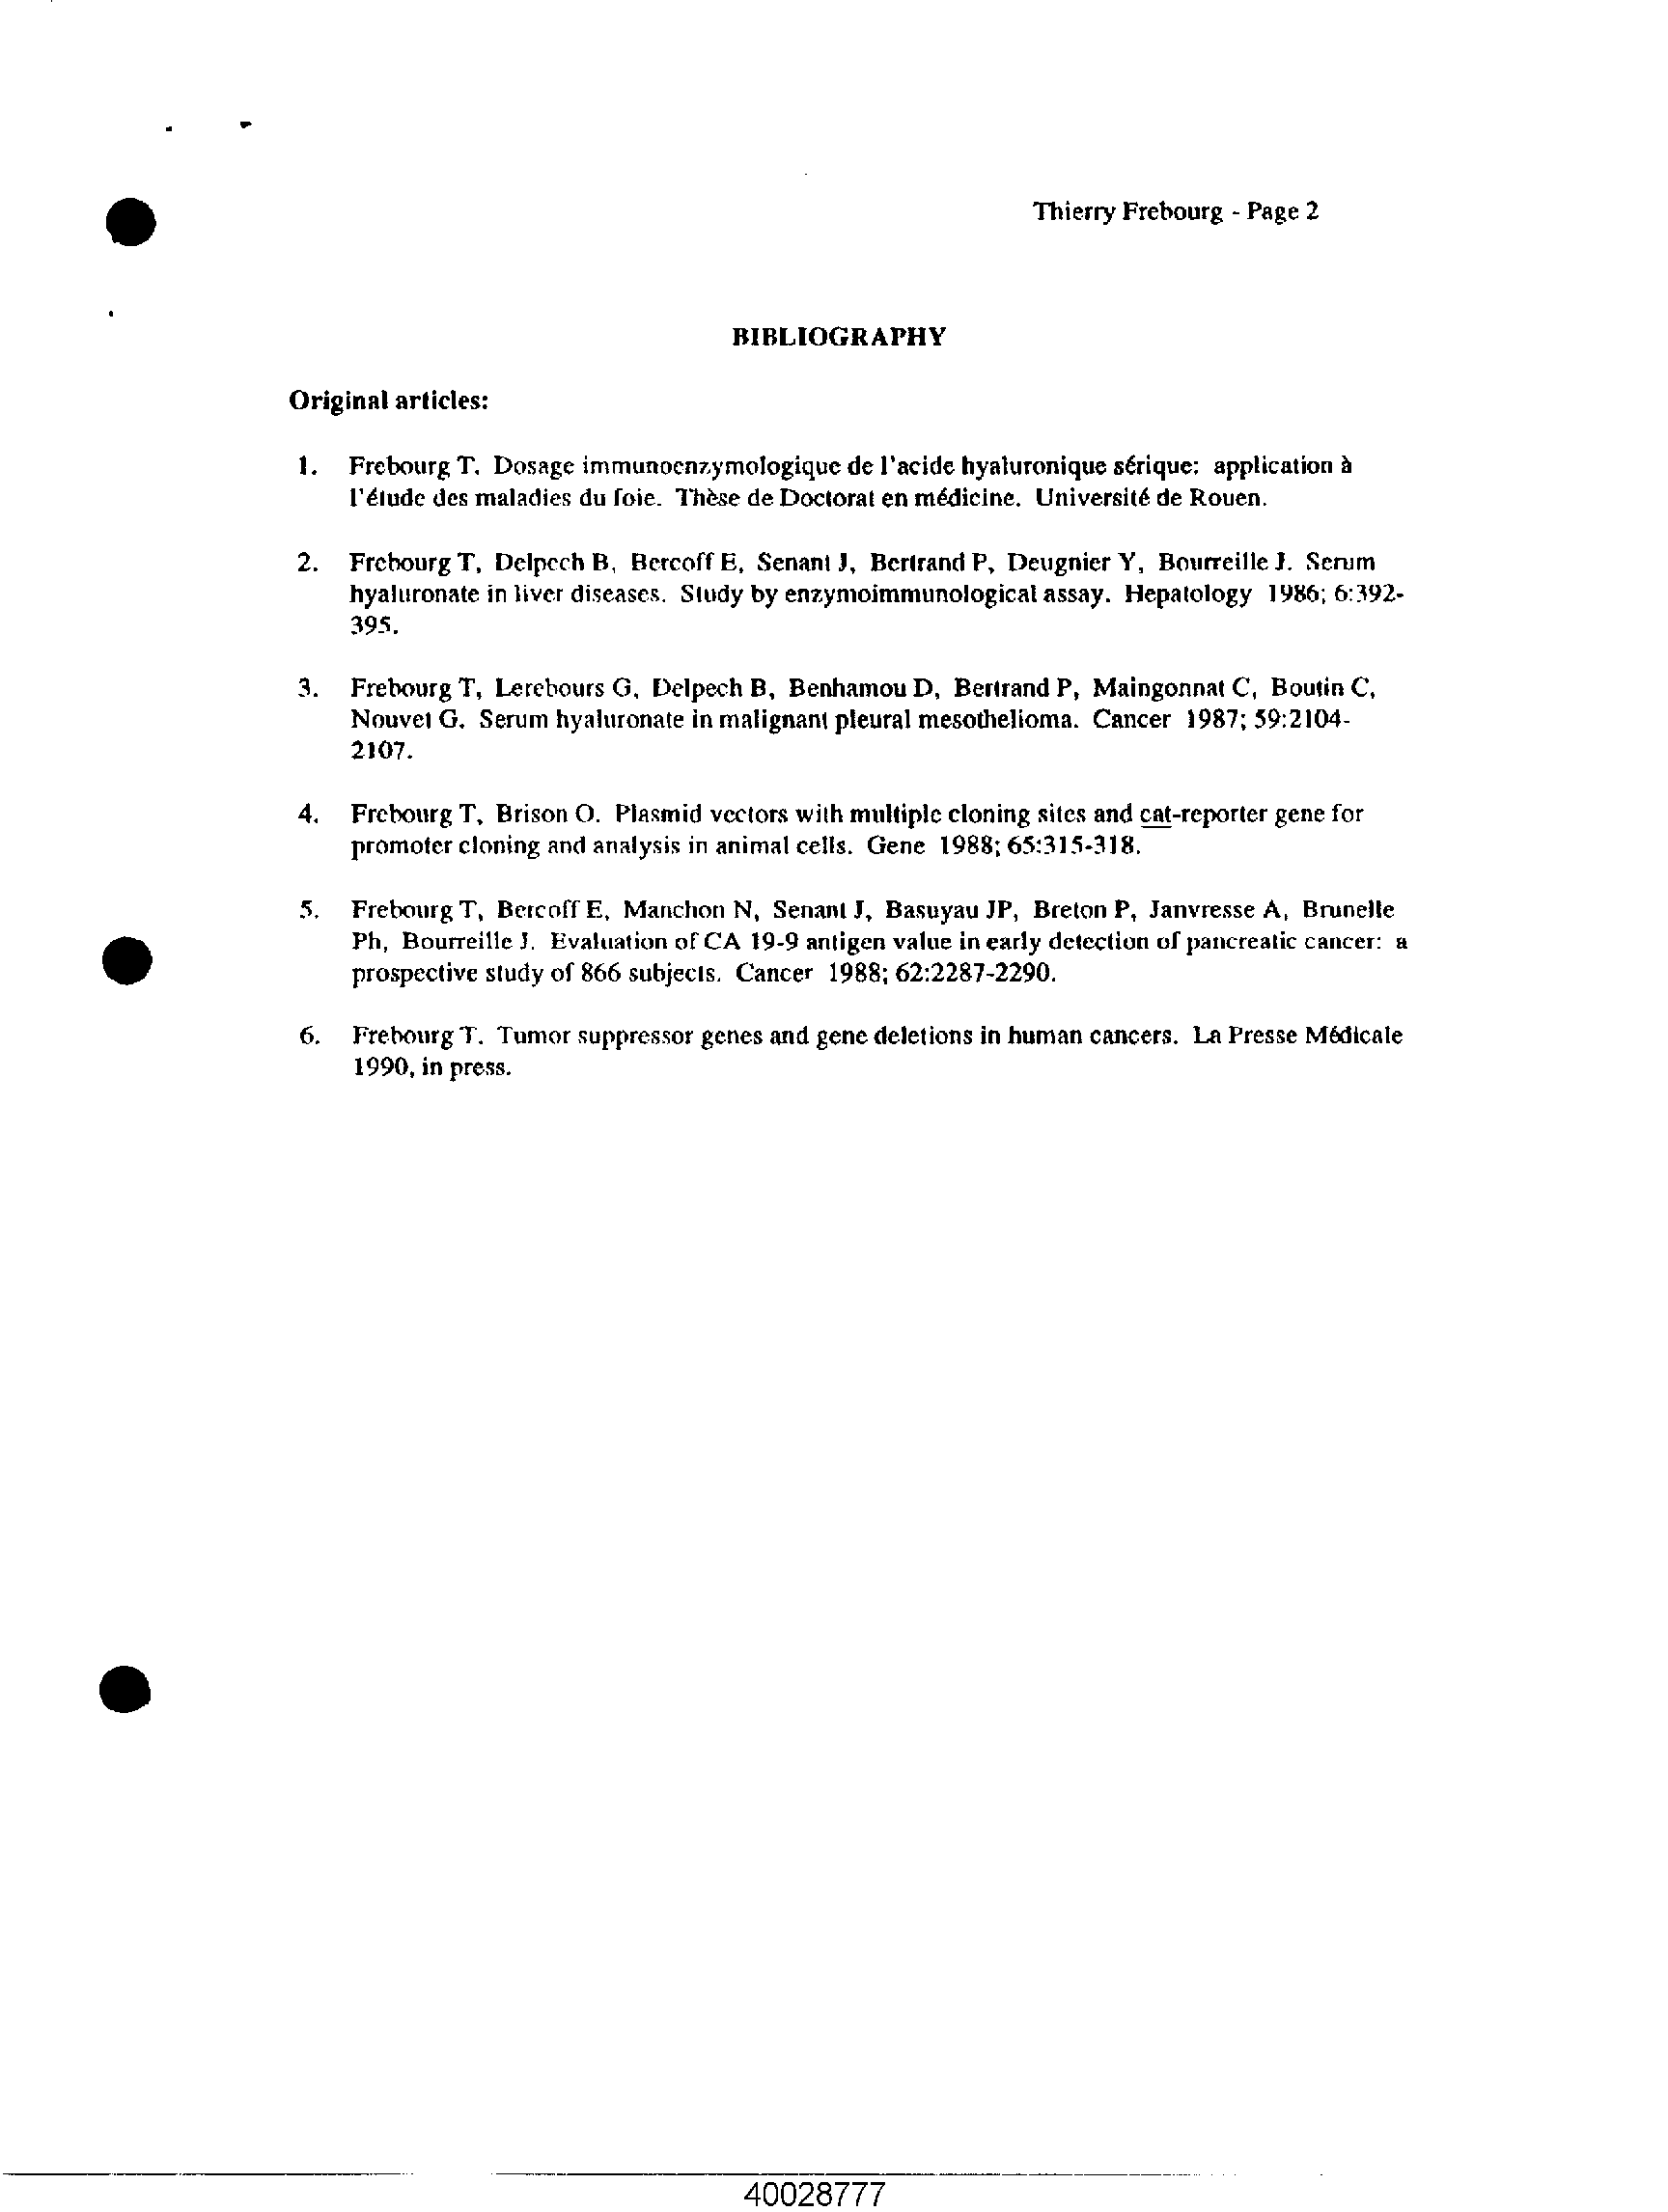 Thierry Frebourg - Page 2
BIBLIOGRAPHY
Original articles:
1. Frebourg T. Dosage immunoenzymologique de l'acide hyaluronique sérique: application à
l'étude des maladies du foie. Thèse de Doctorat en médicine. Université de Rouen.
2. Frebourg T, Delpech B, Bercoff E, Senant J, Bertrand P, Deugnier Y, Bourreille J. Serum
hyaluronate in liver diseases. Study by enzymoimmunological assay. Hepatology 1986; 6:392-
395.
3. Frebourg T, Lerebours G, Delpech B, Benhamou D, Bertrand P, Maingonnat C, Boutin C,
Nouvet G. Serum hyaluronate in malignant pleural mesothelioma. Cancer 1987; 59:2104-
2107.
4. Frebourg T, Brison O. Plasmid vectors with multiple cloning sites and cat-reporter gene for
promoter cloning and analysis in animal cells. Gene 1988; 65:315-318.
5. Frebourg T, Bercoff E, Manchon N, Senant J, Basuyau JP, Breton P, Janvresse A, Brunelle
Ph, Bourreille J. Evaluation of CA 19-9 antigen value in early detection of pancreatic cancer: a
prospective study of 866 subjects. Cancer 1988; 62:2287-2290.
6. Frebourg T. Tumor suppressor genes and gene deletions in human cancers. La Presse Médicale
1990, in press.
40028777